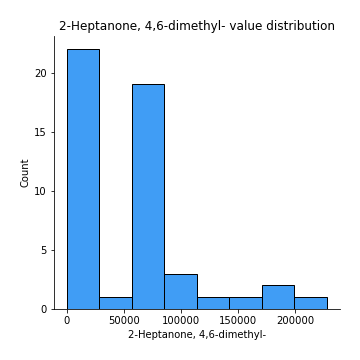 2-Heptanone, 4,6-dimethyl- value distribution
20
15
10
5
0
Count
0 50000 100000 150000 200000
2-Heptanone, 4,6-dimethyl-